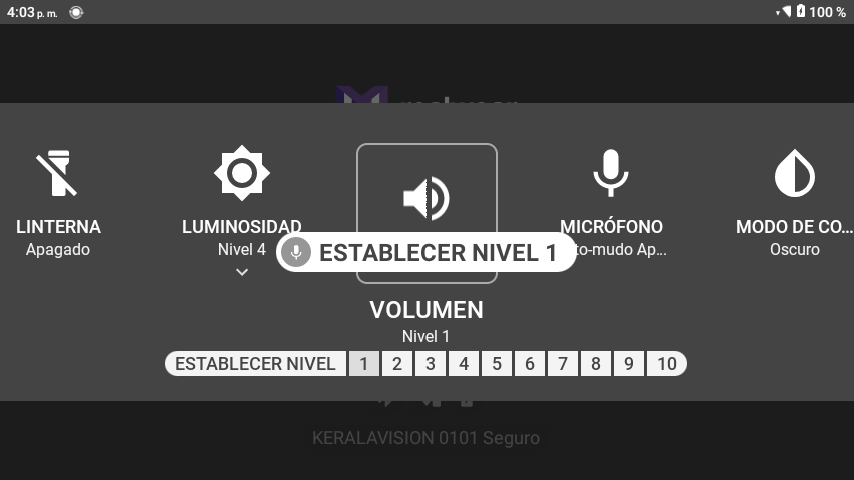 4:03 p. m.
100 %
LINTERNA
Apagado
LUMINOSIDAD
Nivel 4
ESTABLECER NIVEL 1
MICRÓFONO
to-mudo Ap...
MODO DE CO...
Oscuro
VOLUMEN
Nivel 1
ESTABLECER NIVEL 1 2 3 4 5 6 7 8 9 10
KERALAVISION 0101 Seguro